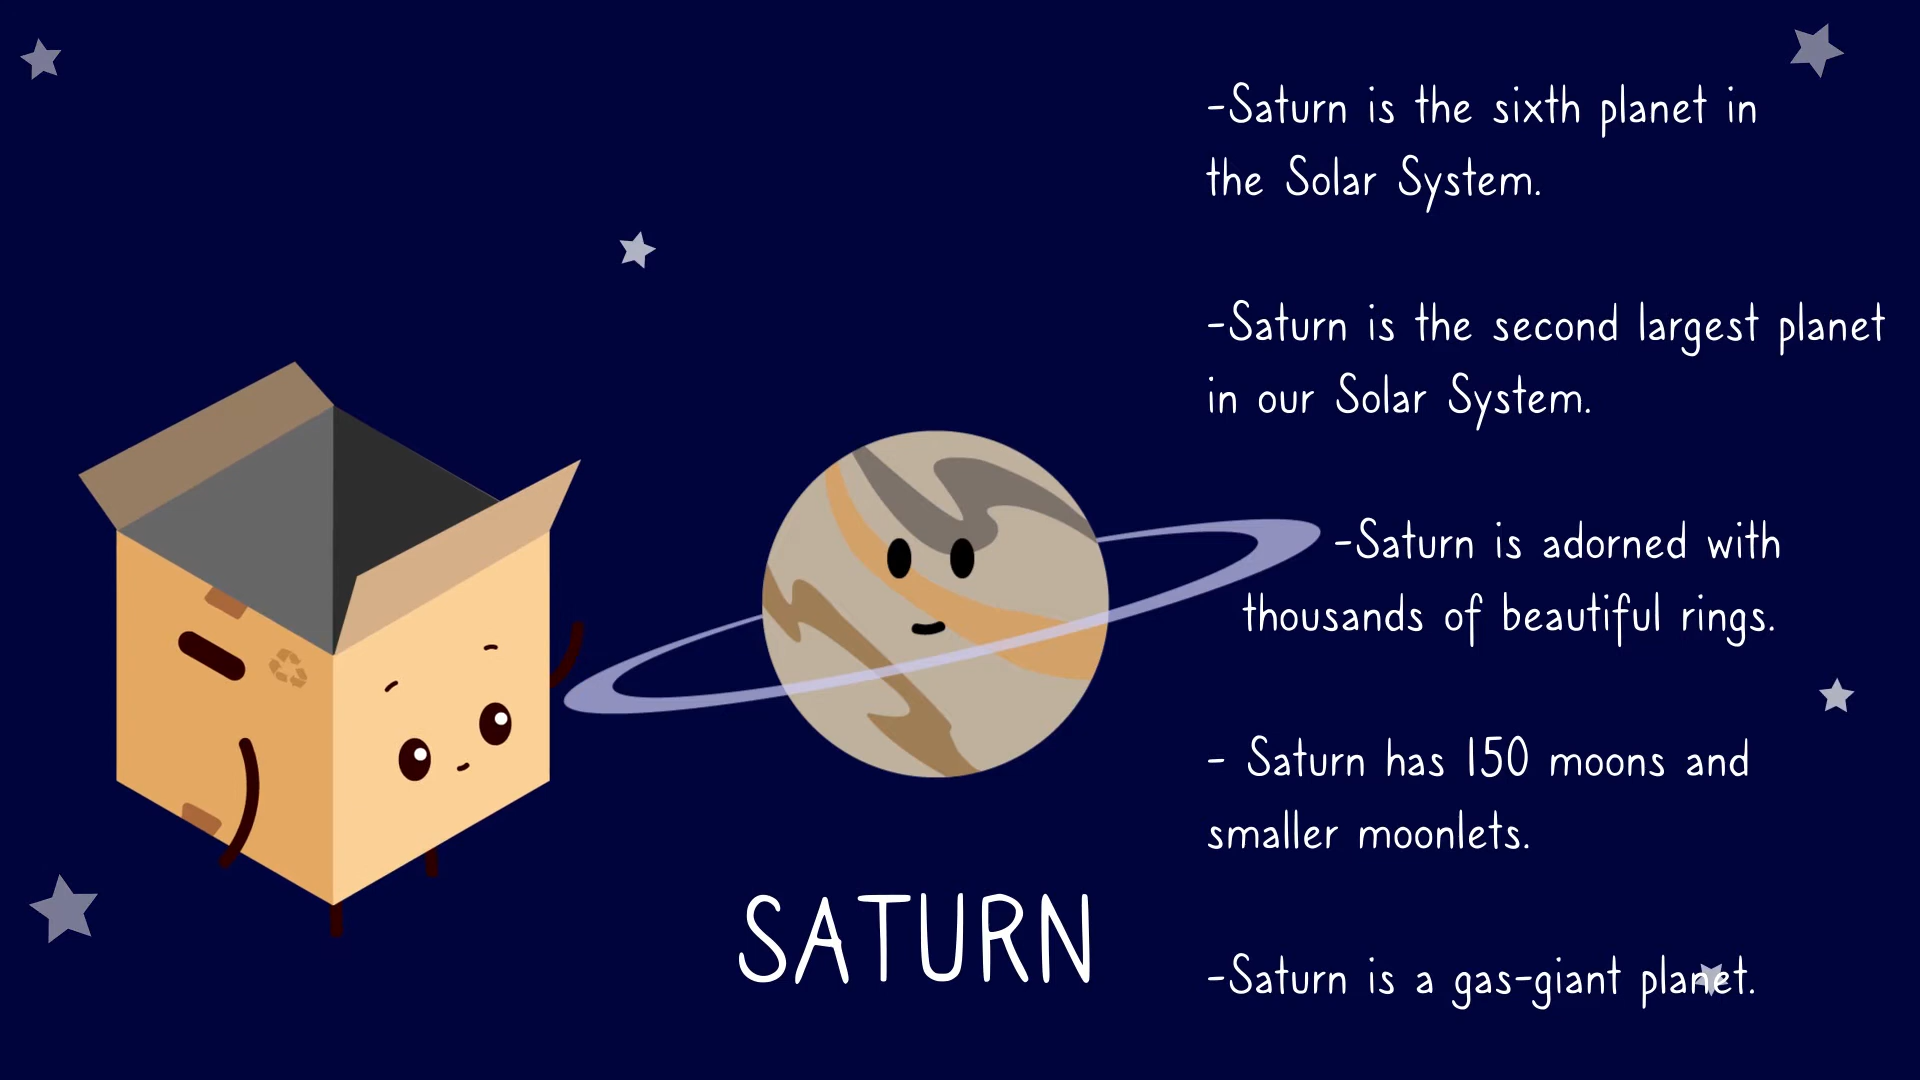 -Saturn is the sixth planet in
the Solar System.
-Saturn is the second largest planet
in our Solar System.
-Saturn is adorned with
thousands of beautiful rings.
- Saturn has 150 moons and
smaller moonlets.
-Saturn is a gas-giant planet.
SATURN